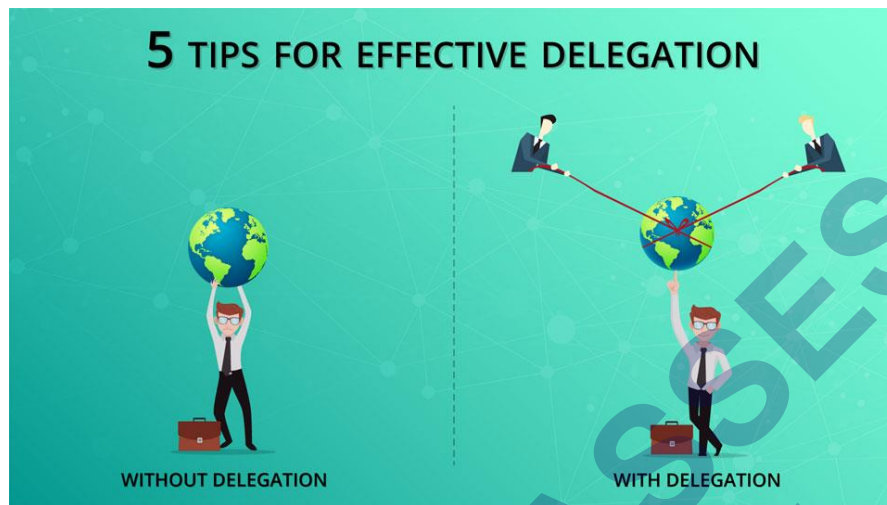 5 TIPS FOR EFFECTIVE DELEGATION
WITHOUT DELEGATION
WITH DELEGATION